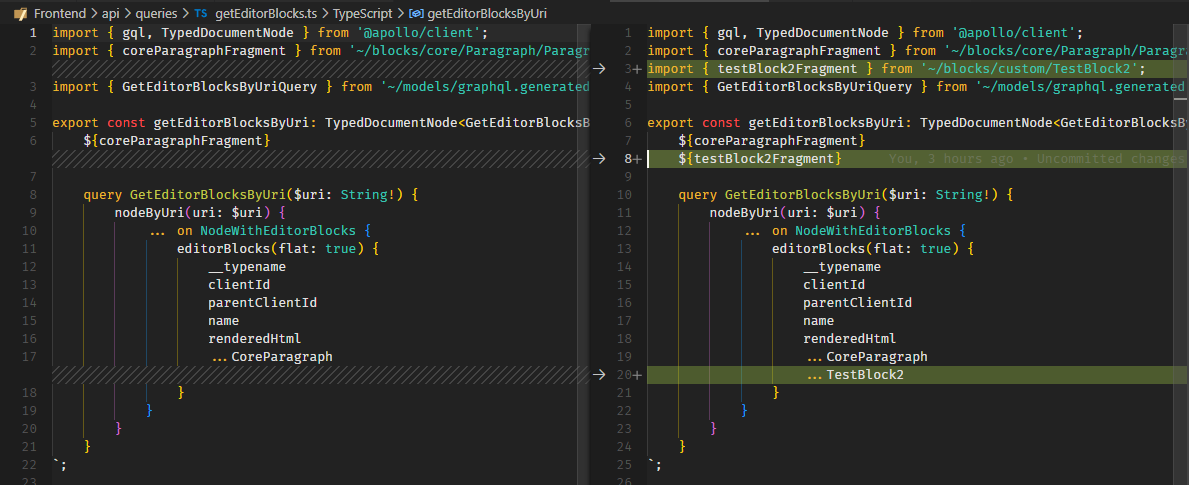 Frontend > api > queries > TS getEditorBlocks.ts > TypeScript > getEditorBlocksByUri
1 import { gql, TypedDocumentNode } from '@apollo/client';
2 import { coreParagraphFragment } from '~/blocks/core/Paragraph/Paragr
3 import { GetEditorBlocksByUriQuery } from '~/models/graphql.generated
4
5 export const getEditorBlocksByUri: TypedDocumentNode<GetEditorBlocksB
6 ${coreParagraphFragment}
7
8 query GetEditorBlocksByUri($uri: String!) {
9 nodeByUri(uri: $uri) {
10 ... on NodeWithEditorBlocks {
11 editorBlocks(flat: true) {
12 __typename
13 clientId
14 parentClientId
15 name
16 renderedHtml
17 ...CoreParagraph
18 }
19 }
20 }
21 }
22 `;
23
1 import { gql, TypedDocumentNode } from '@apollo/client';
2 import { coreParagraphFragment } from '~/blocks/core/Paragraph/Paragra
3+ import { testBlock2Fragment } from '~/blocks/custom/TestBlock2';
4 import { GetEditorBlocksByUriQuery } from '~/models/graphql.generated
5
6 export const getEditorBlocksByUri: TypedDocumentNode<GetEditorBlocksBy
7 ${coreParagraphFragment}
8+ ${testBlock2Fragment} You, 3 hours ago • Uncommitted changes
9
10 query GetEditorBlocksByUri($uri: String!) {
11 nodeByUri(uri: $uri) {
12 ... on NodeWithEditorBlocks {
13 editorBlocks(flat: true) {
14 __typename
15 clientId
16 parentClientId
17 name
18 renderedHtml
19 ...CoreParagraph
20+ ...TestBlock2
21 }
22 }
23 }
24 }
25 `;
26